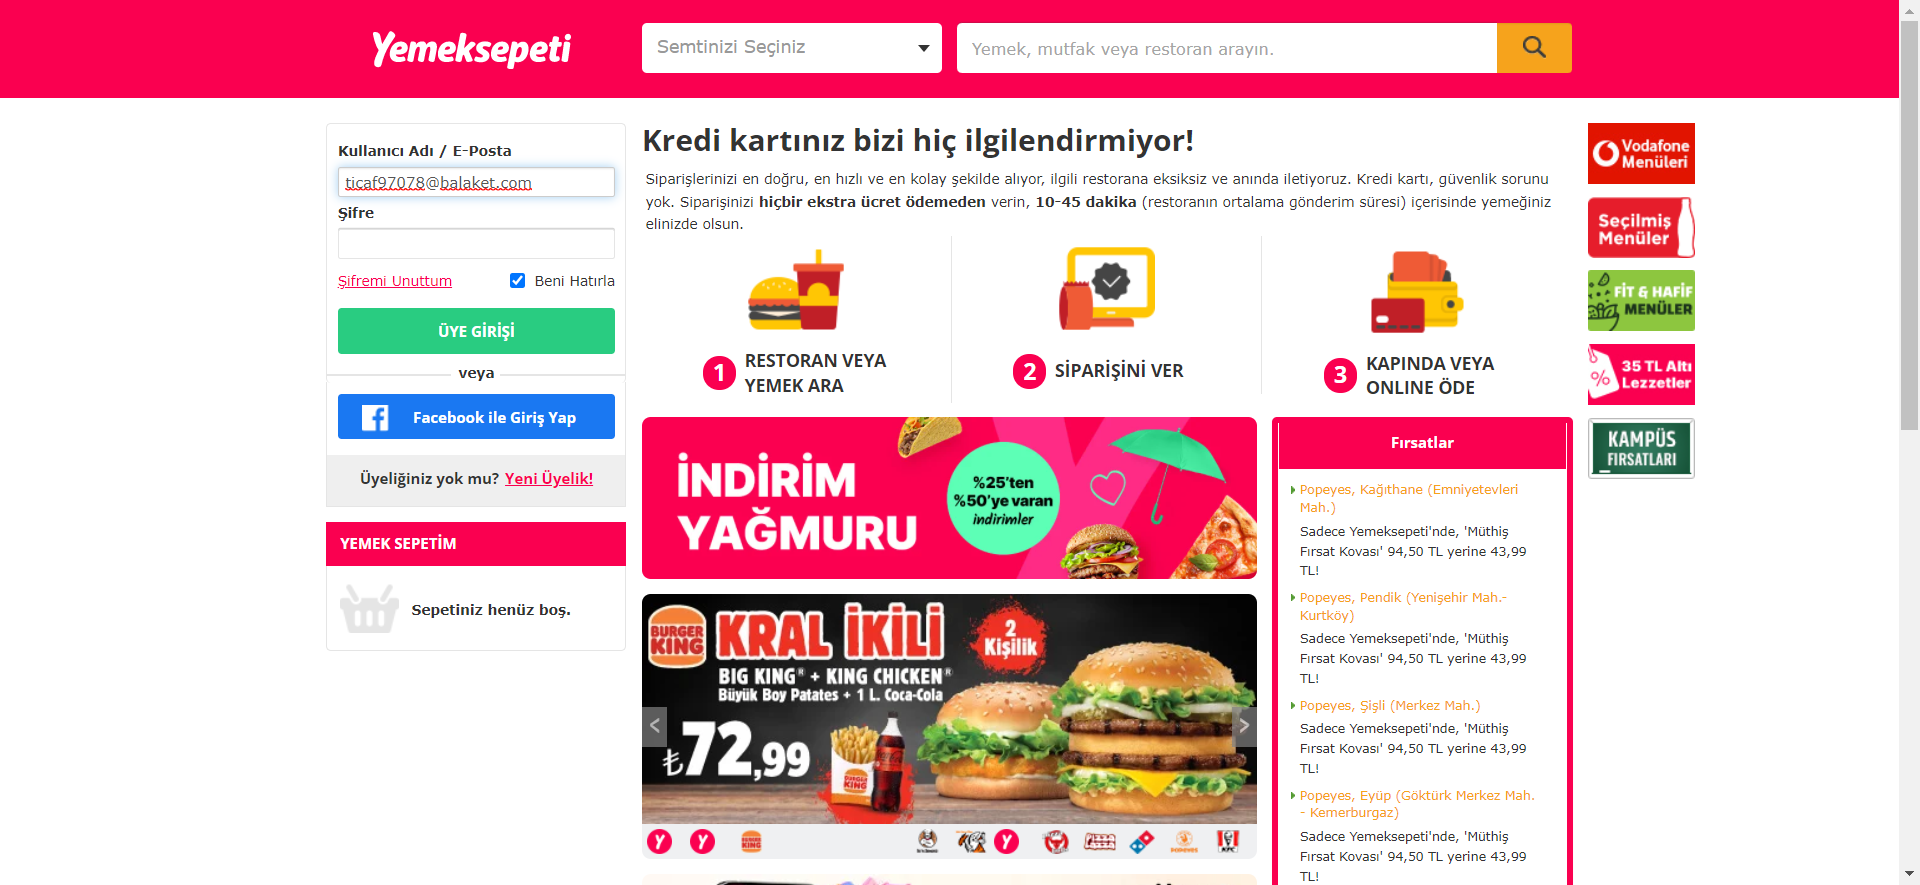 Yemeksepeti
Semtinizi Seçiniz
Yemek, mutfak veya restoran arayın.
Kullanıcı Adı / E-Posta
ticaf97078@balaket.com
Şifre
Şifremi Unuttum
Beni Hatırla
ÜYE GİRİŞİ
veya
Facebook ile Giriş Yap
Üyeliğiniz yok mu? Yeni Üyelik!
YEMEK SEPETİM
Sepetiniz henüz boş.
Kredi kartınız bizi hiç ilgilendirmiyor!
Siparişlerinizi en doğru, en hızlı ve en kolay şekilde alıyor, ilgili restorana eksiksiz ve anında iletiyoruz. Kredi kartı, güvenlik sorunu
yok. Siparişinizi hiçbir ekstra ücret ödemeden verin, 10-45 dakika (restoranın ortalama gönderim süresi) içerisinde yemeğiniz
elinizde olsun.
1 RESTORAN VEYA
YEMEK ARA
2 SİPARİŞİNİ VER
3 KAPINDA VEYA
ONLINE ÖDE
İNDİRİM
YAĞMURU
%25'ten
%50'ye varan
indirimler
BURGER
KING
KRAL İKİLİ
2
Kişilik
BIG KING® + KING CHICKEN®
Büyük Boy Patates + 1 L. Coca-Cola
₺72,99
BURGER
KING
Fırsatlar
Popeyes, Kağıthane (Emniyetevleri
Mah.)
Sadece Yemeksepeti'nde, 'Müthiş
Fırsat Kovası' 94,50 TL yerine 43,99
TL!
Popeyes, Pendik (Yenişehir Mah.-
Kurtköy)
Sadece Yemeksepeti'nde, 'Müthiş
Fırsat Kovası' 94,50 TL yerine 43,99
TL!
Popeyes, Şişli (Merkez Mah.)
Sadece Yemeksepeti'nde, 'Müthiş
Fırsat Kovası' 94,50 TL yerine 43,99
TL!
Popeyes, Eyüp (Göktürk Merkez Mah.
- Kemerburgaz)
Sadece Yemeksepeti'nde, 'Müthiş
Fırsat Kovası' 94,50 TL yerine 43,99
TL!
Vodafone
Menüleri
Seçilmiş
Menüler
FİT & HAFİF
MENÜLER
35 TL Altı
Lezzetler
KAMPÜS
FIRSATLARI